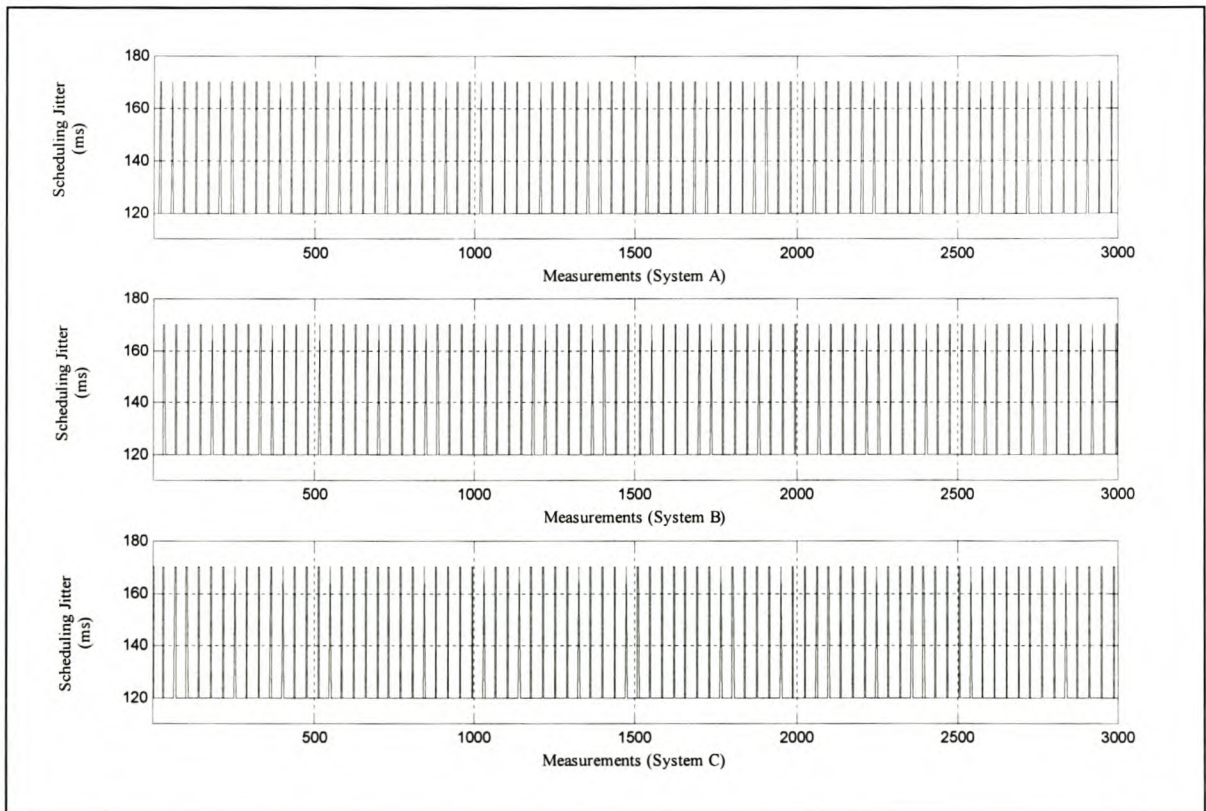 180
160
140
120
Scheduling Jitter
(ms)
500 1000 1500 2000 2500 3000
Measurements (System A)
180
160
140
120
Scheduling Jitter
(ms)
500 1000 1500 2000 2500 3000
Measurements (System B)
180
160
140
120
Scheduling Jitter
(ms)
500 1000 1500 2000 2500 3000
Measurements (System C)